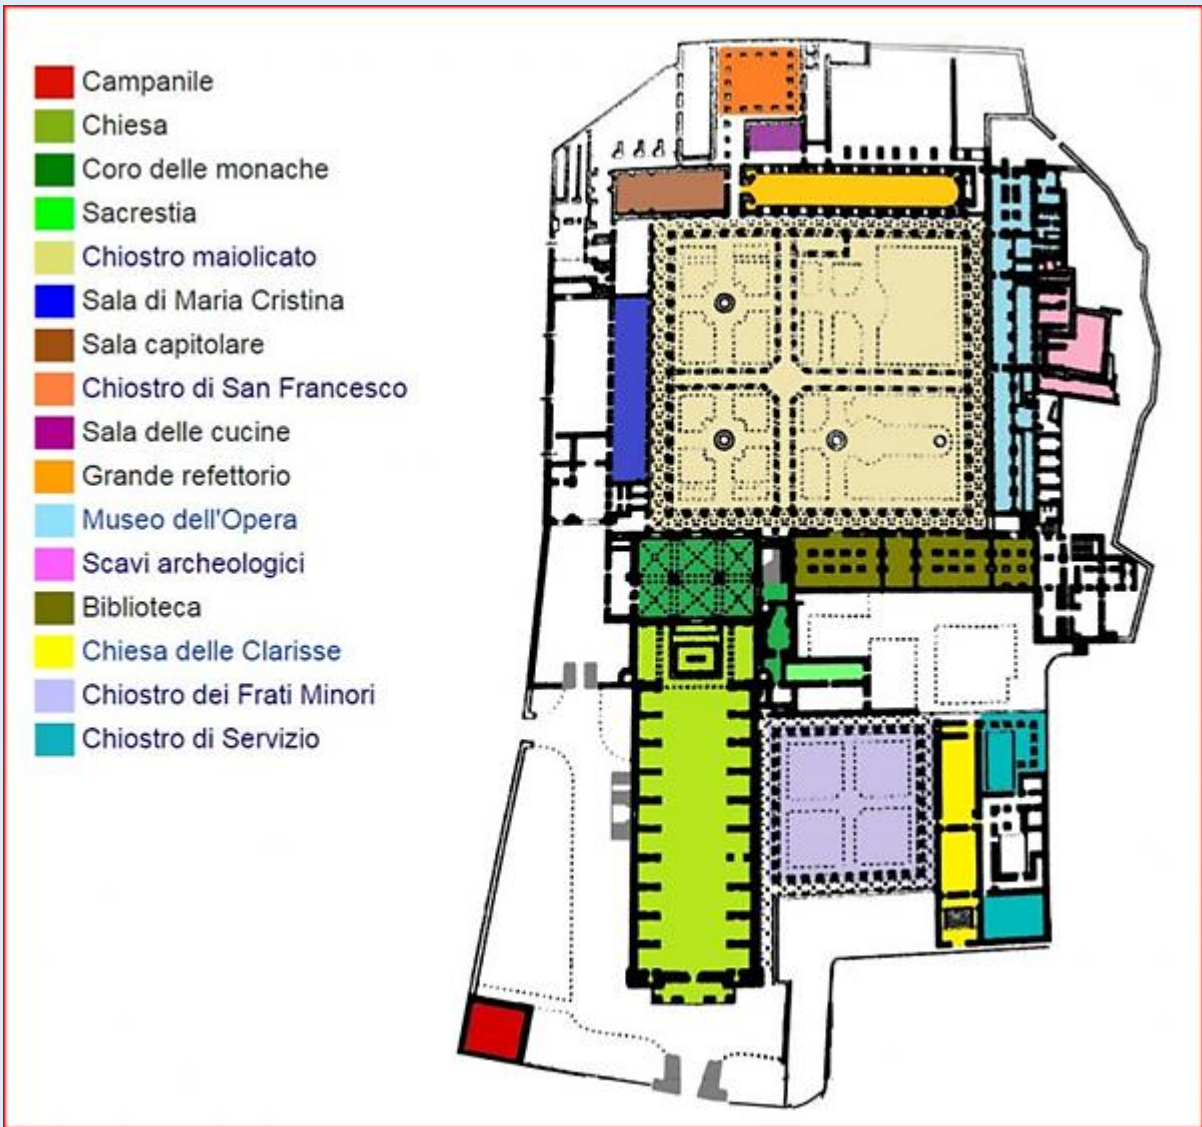 Campanile
Chiesa
Coro delle monache
Sacrestia
Chiostro maiolicato
Sala di Maria Cristina
Sala capitolare
Chiostro di San Francesco
Sala delle cucine
Grande refettorio
Museo dell'Opera
Scavi archeologici
Biblioteca
Chiesa delle Clarisse
Chiostro dei Frati Minori
Chiostro di Servizio